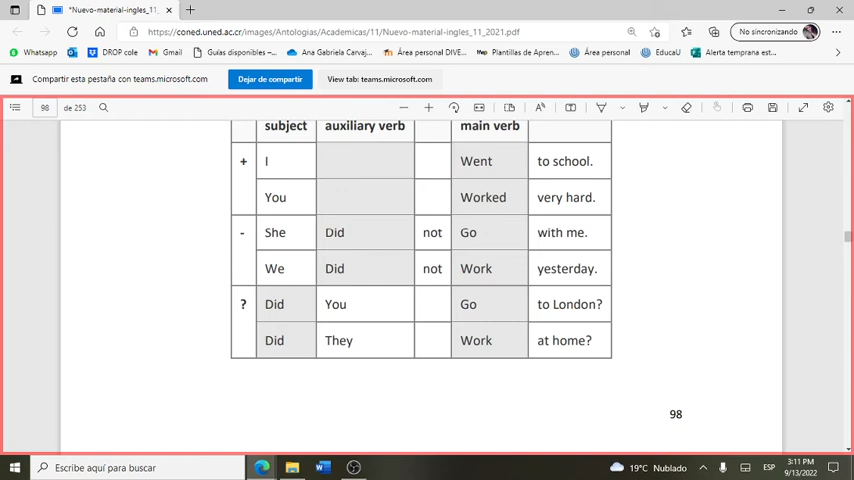 *Nuevo-material-ingles_11_2021.p
https://coned.uned.ac.cr/images/Antologias/Academicas/11/Nuevo-material-ingles_11_2021.pdf
No sincronizando
Whatsapp DROP cole Gmail Guías disponibles –... Ana Gabriela Carvaj... Área personal DIVE... Plantillas de Apren... Área personal EducaU Alerta temprana est...
Compartir esta pestaña con teams.microsoft.com Dejar de compartir View tab: teams.microsoft.com
98 de 253
subject auxiliary verb main verb
+ I Went to school.
You Worked very hard.
- She Did not Go with me.
We Did not Work yesterday.
? Did You Go to London?
Did They Work at home?
98
Escribe aquí para buscar
19°C Nublado ESP 3:11 PM
9/13/2022